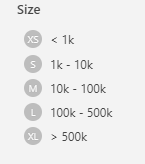 Size
XS < 1k
S 1k - 10k
M 10k - 100k
L 100k - 500k
XL > 500k